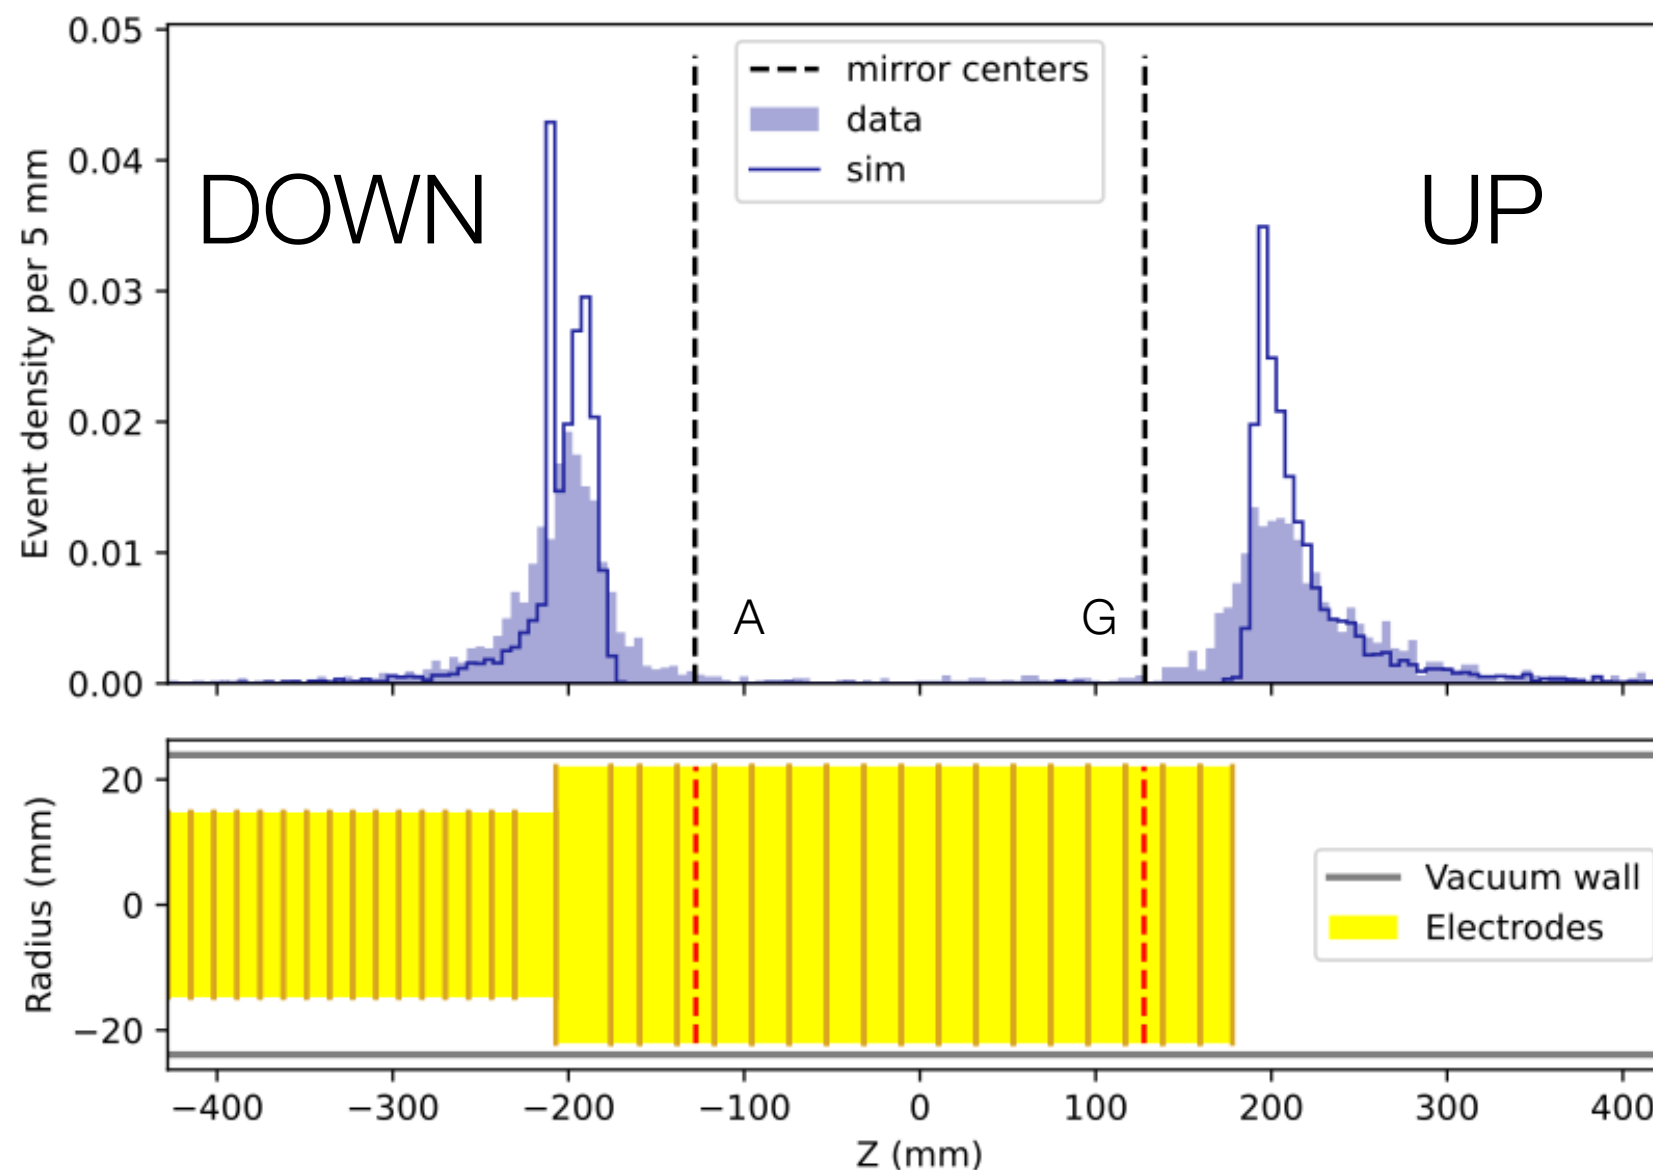 0.05
0.04
0.03
0.02
0.01
0.00
Event density per 5 mm
mirror centers
data
sim
DOWN
UP
A
G
20
0
−20
Radius (mm)
Vacuum wall
Electrodes
−400
−300
−200
−100
0
100
200
300
400
Z (mm)